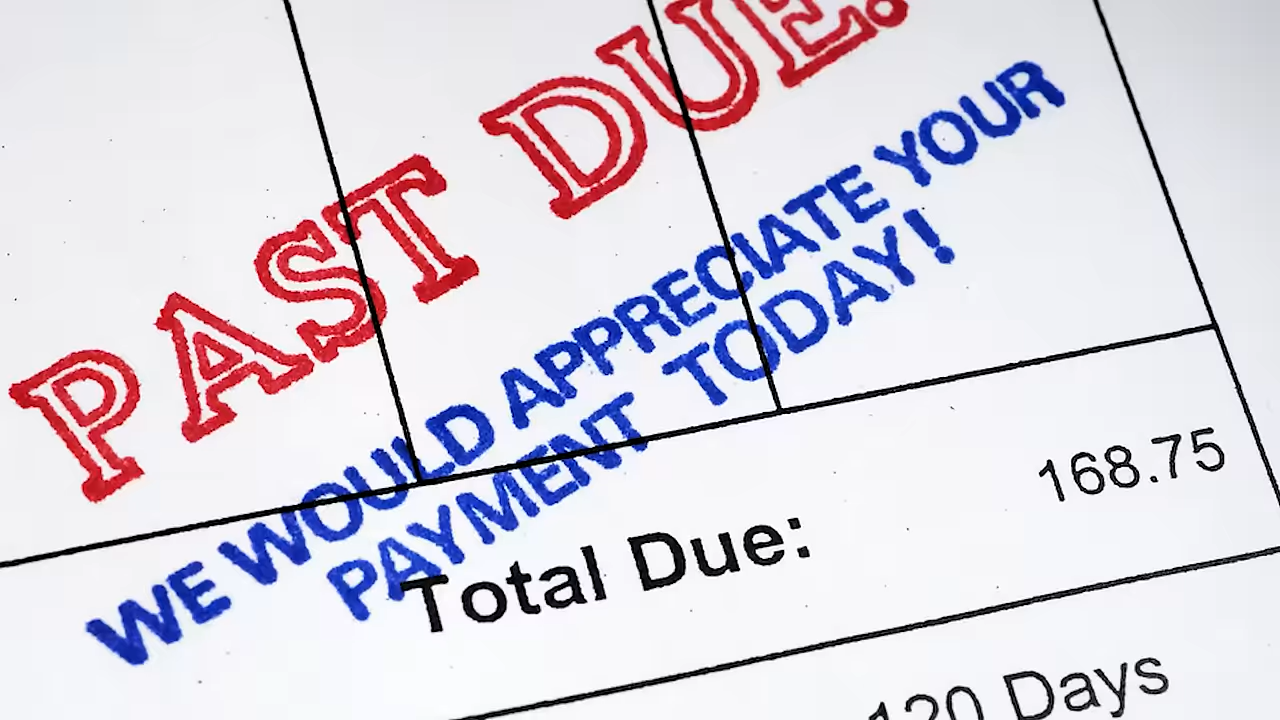 PAST DUE!
WE WOULD APPRECIATE YOUR
PAYMENT TODAY!
Total Due: 168.75
120 Days